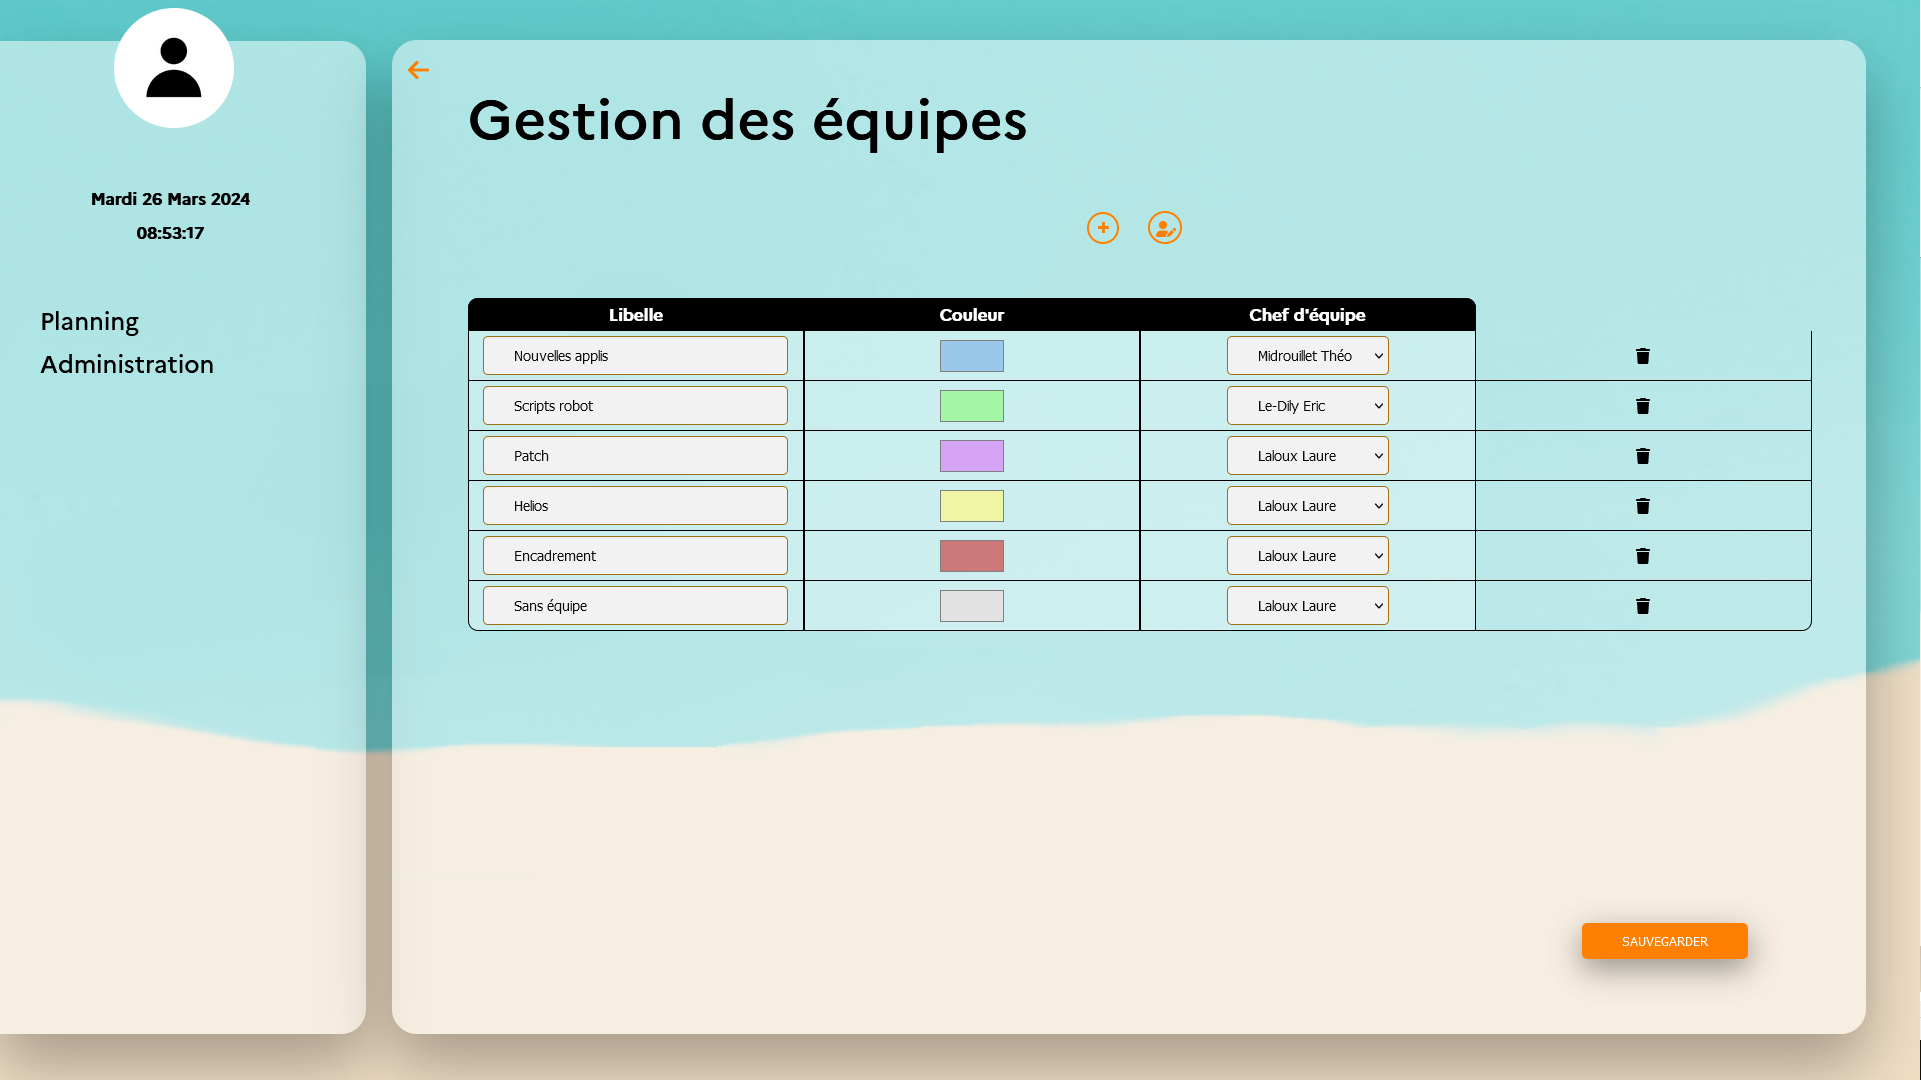 Mardi 26 Mars 2024
08:53:17
Planning
Administration
Gestion des équipes
Libelle Couleur Chef d'équipe
Nouvelles applis Midrouillet Théo
Scripts robot Le-Dily Eric
Patch Laloux Laure
Helios Laloux Laure
Encadrement Laloux Laure
Sans équipe Laloux Laure
SAUVEGARDER